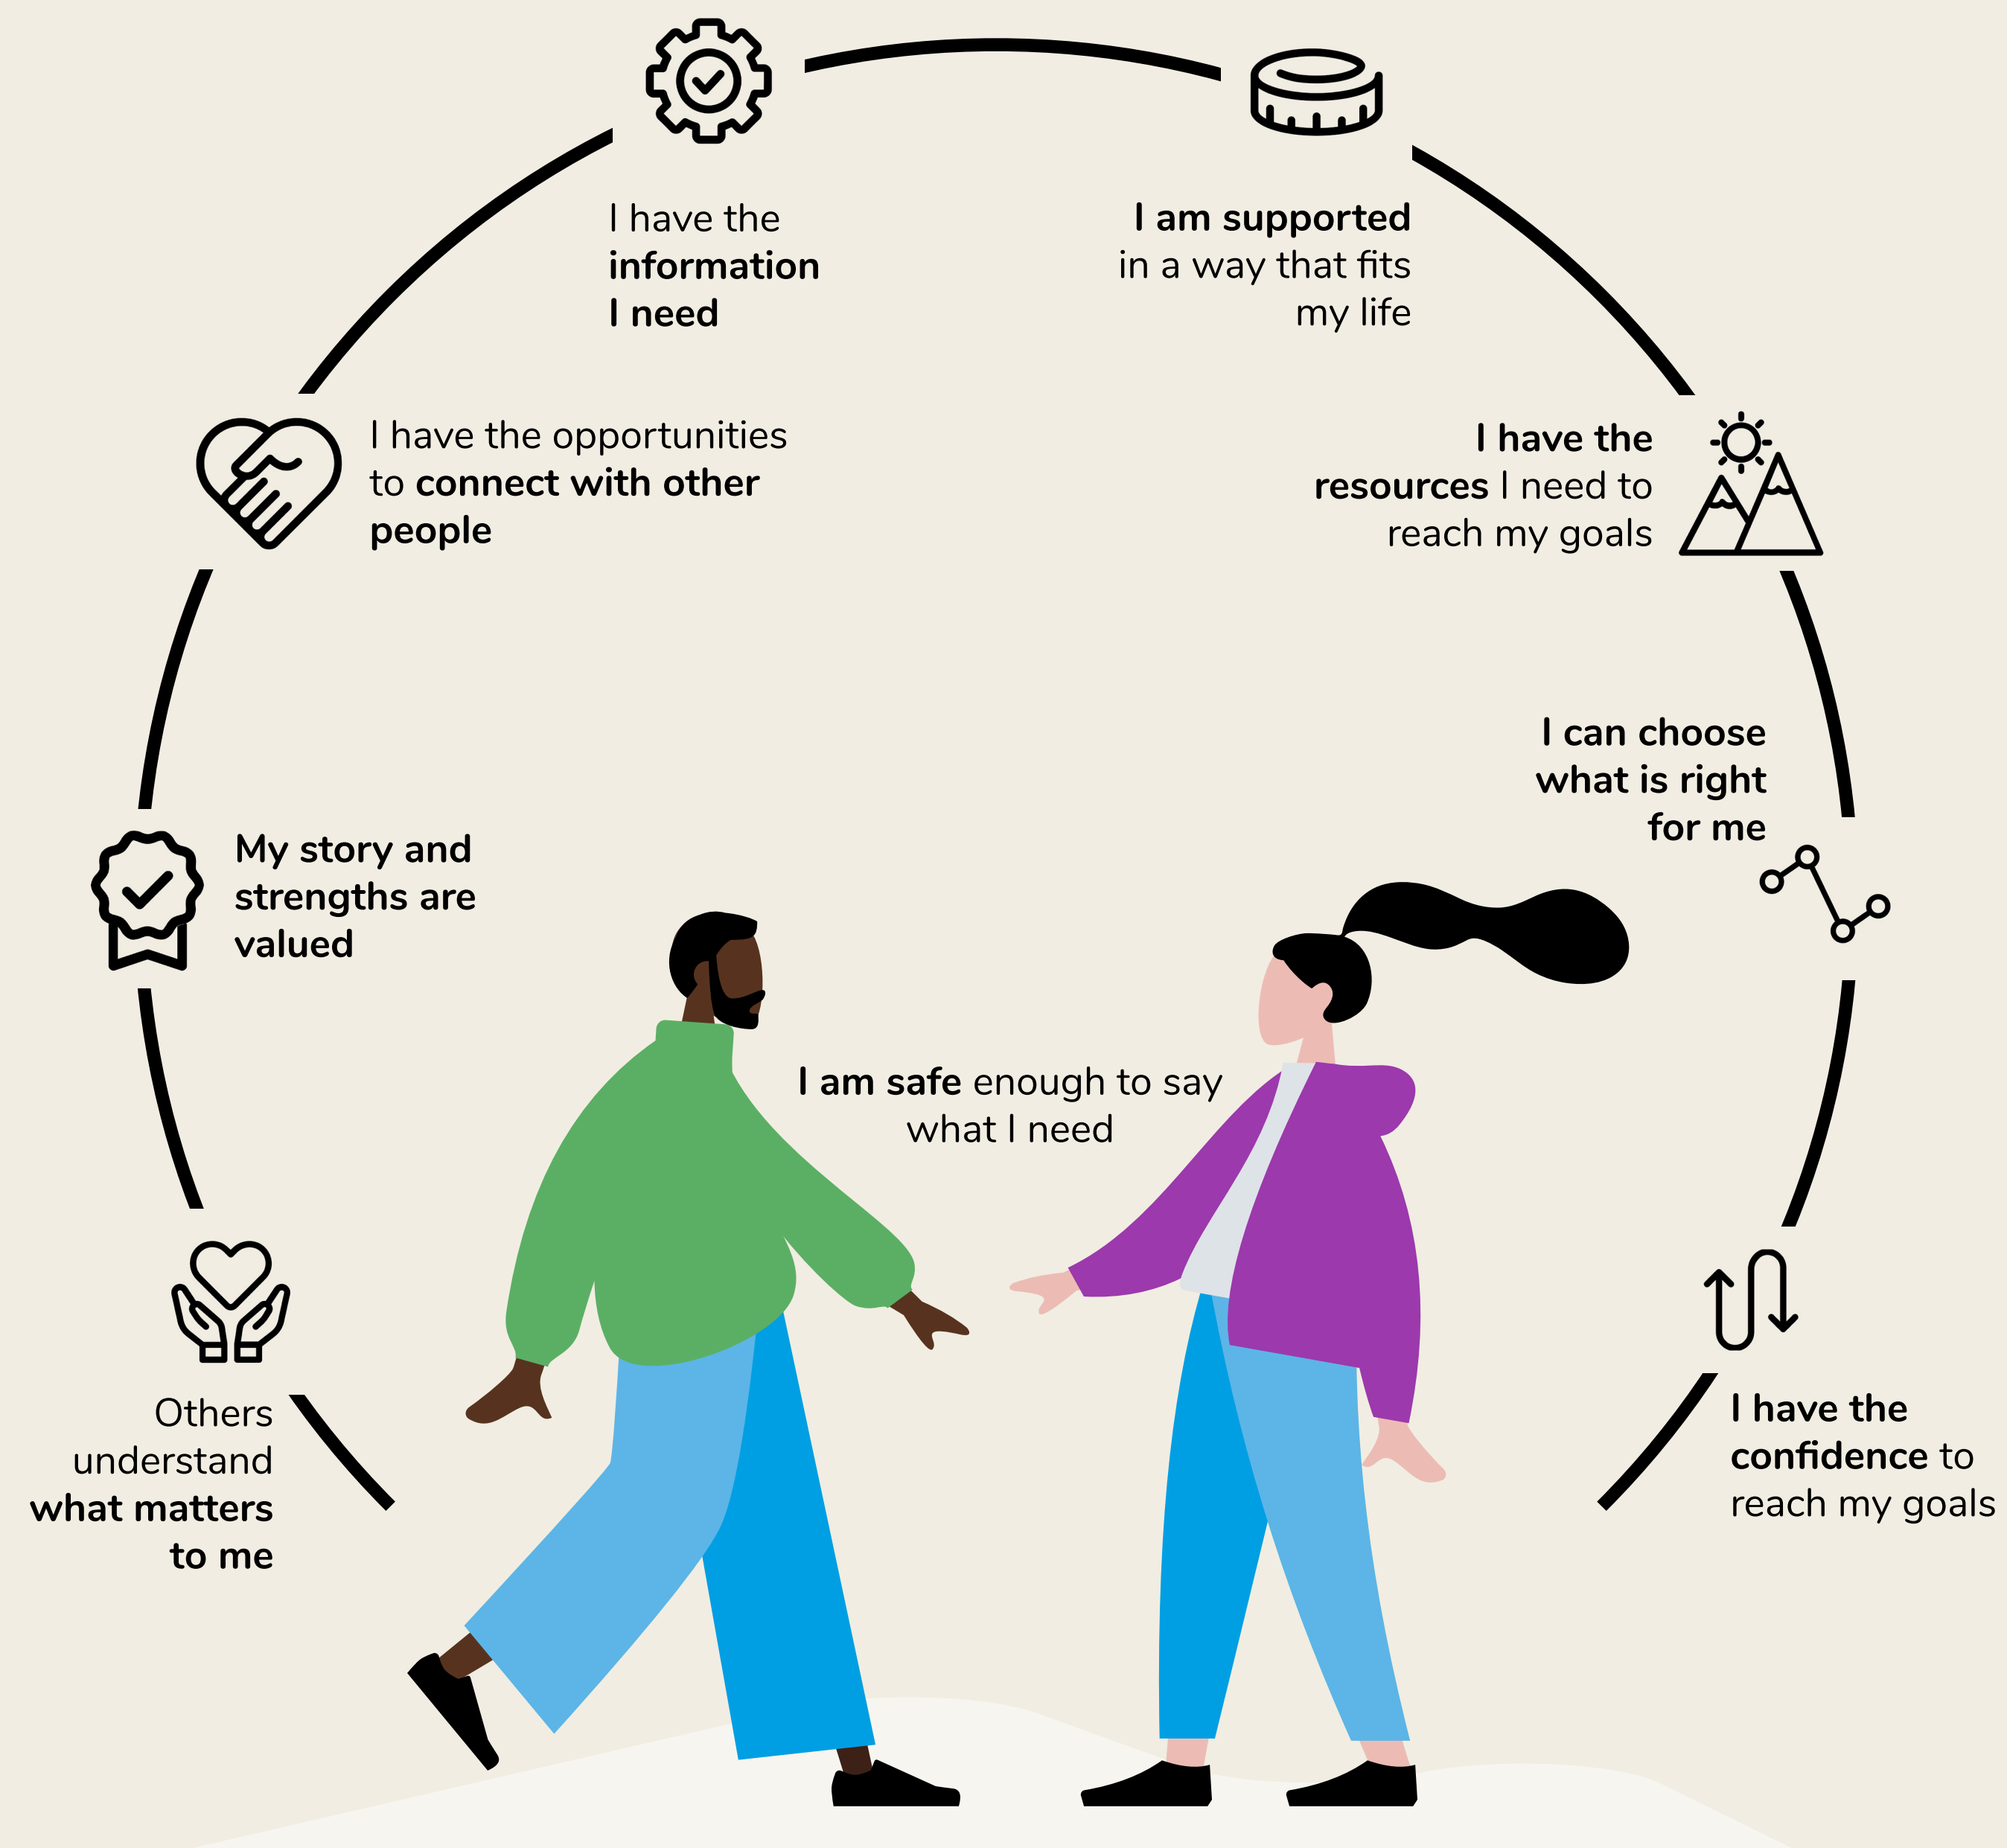 I have the
information
I need
I am supported
in a way that fits
my life
I have the opportunities
to connect with other
people
I have the
resources I need to
reach my goals
I can choose
what is right
for me
My story and
strengths are
valued
I am safe enough to say
what I need
Others
understand
what matters
to me
I have the
confidence to
reach my goals